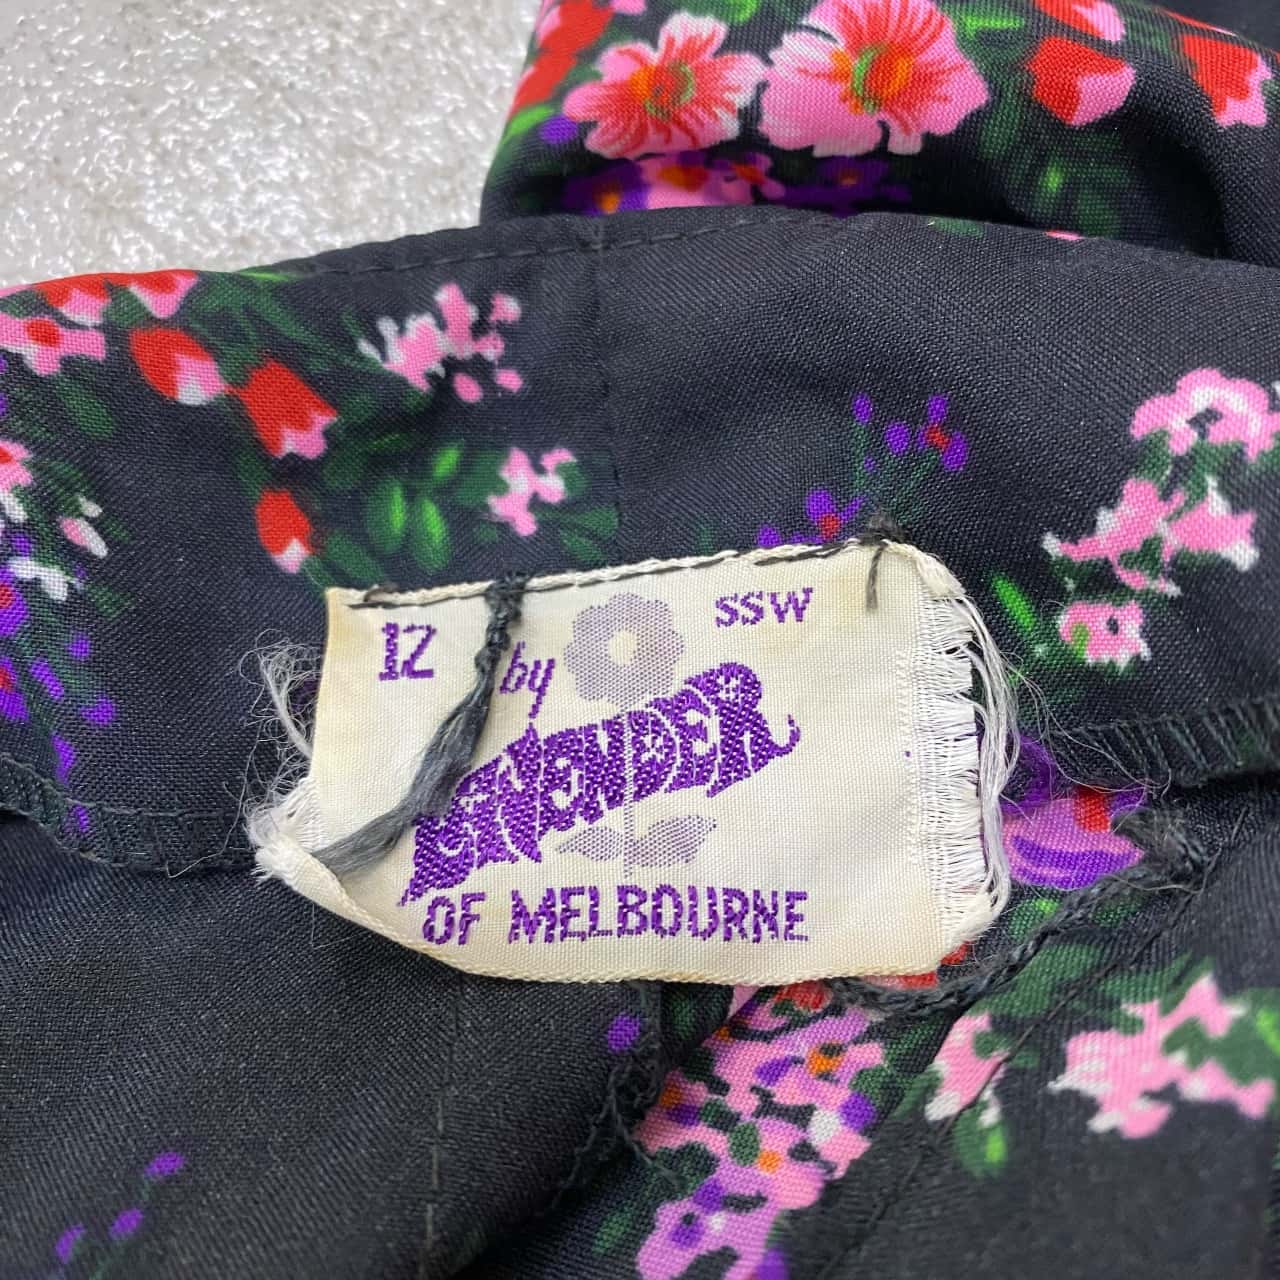 12 SSW
by
LAVENDER
OF MELBOURNE